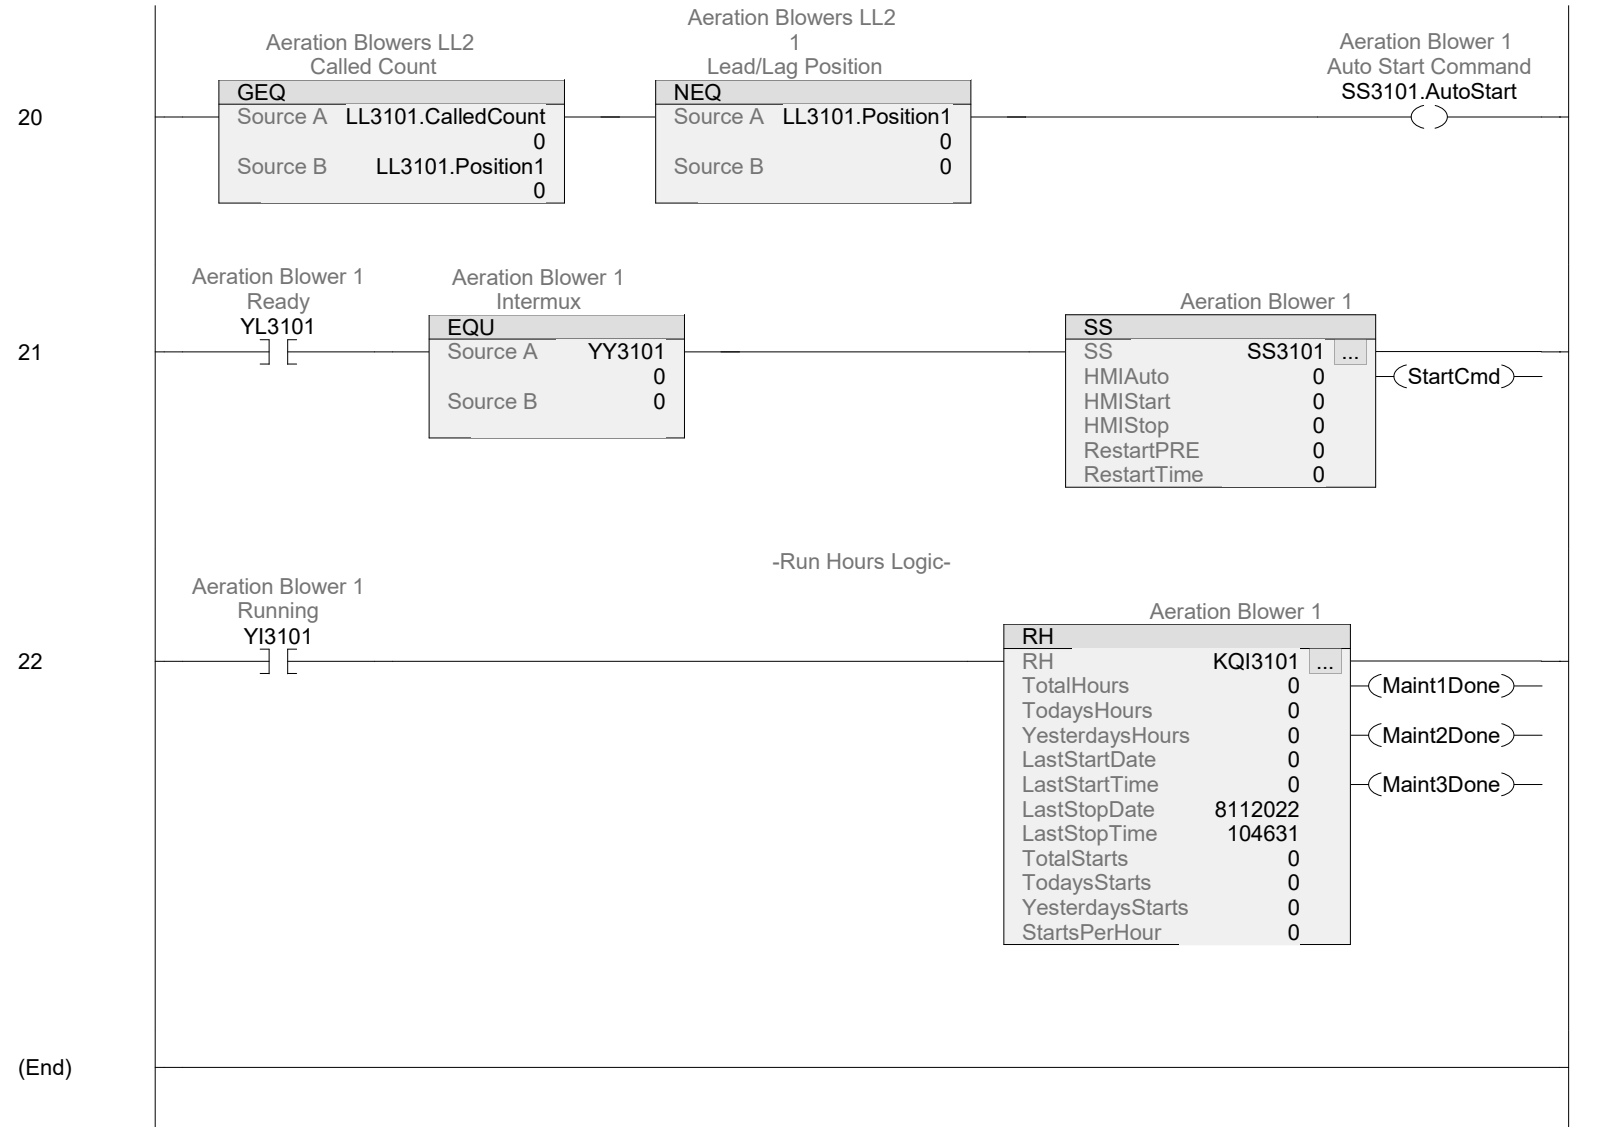 Aeration Blowers LL2
Called Count
Aeration Blowers LL2
1
Lead/Lag Position
Aeration Blower 1
Auto Start Command
SS3101.AutoStart
20
GEQ
Source A LL3101.CalledCount
0
Source B LL3101.Position1
0
NEQ
Source A LL3101.Position1
0
Source B 0
Aeration Blower 1
Ready
YL3101
Aeration Blower 1
Intermux
Aeration Blower 1
21
EQU
Source A YY3101
0
Source B 0
SS
SS SS3101 ...
HMIAuto 0
HMIStart 0
HMIStop 0
RestartPRE 0
RestartTime 0
StartCmd
-Run Hours Logic-
Aeration Blower 1
Running
YI3101
Aeration Blower 1
22
RH
RH KQI3101 ...
TotalHours 0
TodaysHours 0
YesterdaysHours 0
LastStartDate 0
LastStartTime 0
LastStopDate 8112022
LastStopTime 104631
TotalStarts 0
TodaysStarts 0
YesterdaysStarts 0
StartsPerHour 0
Maint1Done
Maint2Done
Maint3Done
(End)